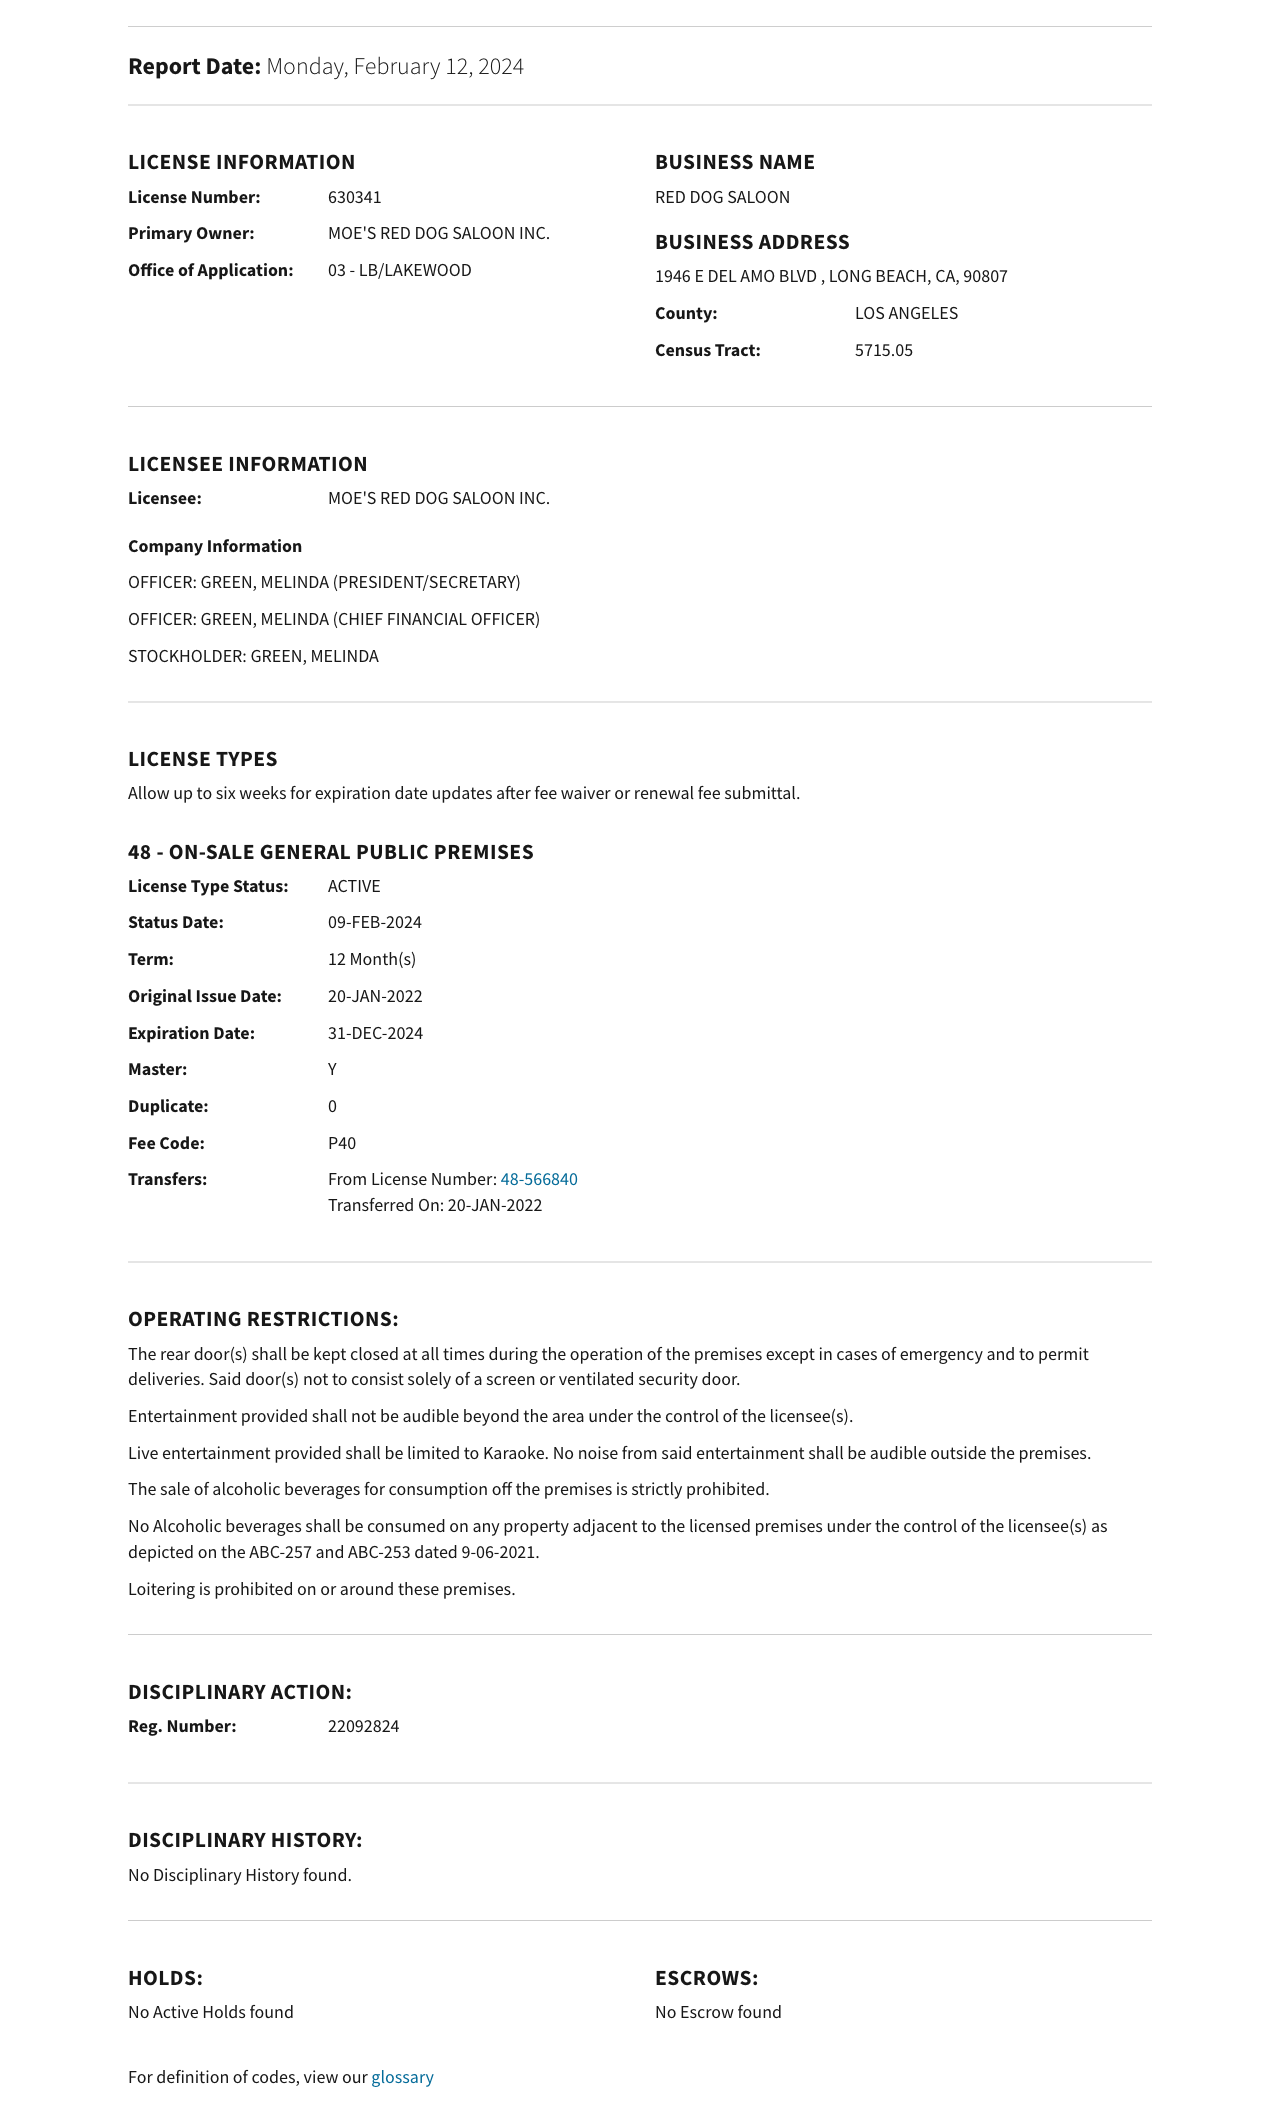 Report Date: Monday, February 12, 2024
LICENSE INFORMATION
License Number: 630341
Primary Owner: MOE'S RED DOG SALOON INC.
Office of Application: 03 - LB/LAKEWOOD
BUSINESS NAME
RED DOG SALOON
BUSINESS ADDRESS
1946 E DEL AMO BLVD , LONG BEACH, CA, 90807
County: LOS ANGELES
Census Tract: 5715.05
LICENSEE INFORMATION
Licensee: MOE'S RED DOG SALOON INC.
Company Information
OFFICER: GREEN, MELINDA (PRESIDENT/SECRETARY)
OFFICER: GREEN, MELINDA (CHIEF FINANCIAL OFFICER)
STOCKHOLDER: GREEN, MELINDA
LICENSE TYPES
Allow up to six weeks for expiration date updates after fee waiver or renewal fee submittal.
48 - ON-SALE GENERAL PUBLIC PREMISES
License Type Status: ACTIVE
Status Date: 09-FEB-2024
Term: 12 Month(s)
Original Issue Date: 20-JAN-2022
Expiration Date: 31-DEC-2024
Master: Y
Duplicate: 0
Fee Code: P40
Transfers: From License Number: 48-566840
Transferred On: 20-JAN-2022
OPERATING RESTRICTIONS:
The rear door(s) shall be kept closed at all times during the operation of the premises except in cases of emergency and to permit
deliveries. Said door(s) not to consist solely of a screen or ventilated security door.
Entertainment provided shall not be audible beyond the area under the control of the licensee(s).
Live entertainment provided shall be limited to Karaoke. No noise from said entertainment shall be audible outside the premises.
The sale of alcoholic beverages for consumption off the premises is strictly prohibited.
No Alcoholic beverages shall be consumed on any property adjacent to the licensed premises under the control of the licensee(s) as
depicted on the ABC-257 and ABC-253 dated 9-06-2021.
Loitering is prohibited on or around these premises.
DISCIPLINARY ACTION:
Reg. Number: 22092824
DISCIPLINARY HISTORY:
No Disciplinary History found.
HOLDS:
No Active Holds found
ESCROWS:
No Escrow found
For definition of codes, view our glossary